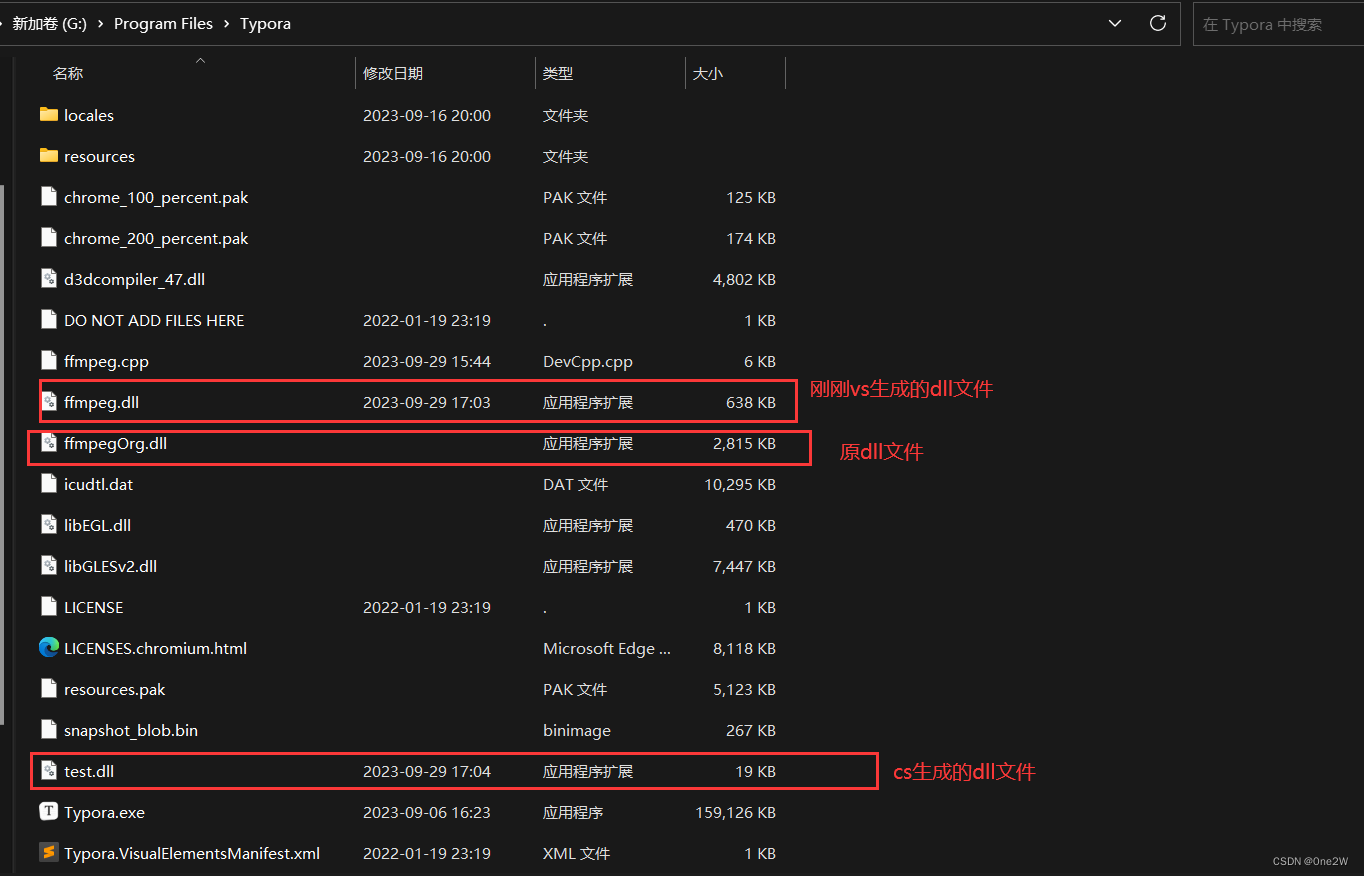 新加卷 (G:) › Program Files › Typora
在 Typora 中搜索
名称 修改日期 类型 大小
locales 2023-09-16 20:00 文件夹
resources 2023-09-16 20:00 文件夹
chrome_100_percent.pak PAK 文件 125 KB
chrome_200_percent.pak PAK 文件 174 KB
d3dcompiler_47.dll 应用程序扩展 4,802 KB
DO NOT ADD FILES HERE 2022-01-19 23:19 . 1 KB
ffmpeg.cpp 2023-09-29 15:44 DevCpp.cpp 6 KB
ffmpeg.dll 2023-09-29 17:03 应用程序扩展 638 KB 刚刚vs生成的dll文件
ffmpegOrg.dll 应用程序扩展 2,815 KB 原dll文件
icudtl.dat DAT 文件 10,295 KB
libEGL.dll 应用程序扩展 470 KB
libGLESv2.dll 应用程序扩展 7,447 KB
LICENSE 2022-01-19 23:19 . 1 KB
LICENSES.chromium.html Microsoft Edge ... 8,118 KB
resources.pak PAK 文件 5,123 KB
snapshot_blob.bin binimage 267 KB
test.dll 2023-09-29 17:04 应用程序扩展 19 KB cs生成的dll文件
Typora.exe 2023-09-06 16:23 应用程序 159,126 KB
Typora.VisualElementsManifest.xml 2022-01-19 23:19 XML 文件 1 KB
CSDN @One2W